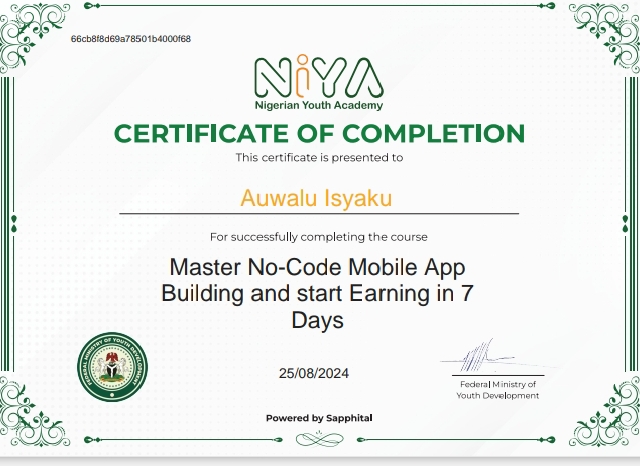 66cb8f8d69a78501b4000f68
NiYA
Nigerian Youth Academy
CERTIFICATE OF COMPLETION
This certificate is presented to
Auwalu Isyaku
For successfully completing the course
Master No-Code Mobile App
Building and start Earning in 7
Days
FEDERAL MINISTRY OF YOUTH DEVELOPMENT
25/08/2024
Federal Ministry of
Youth Development
Powered by Sapphital